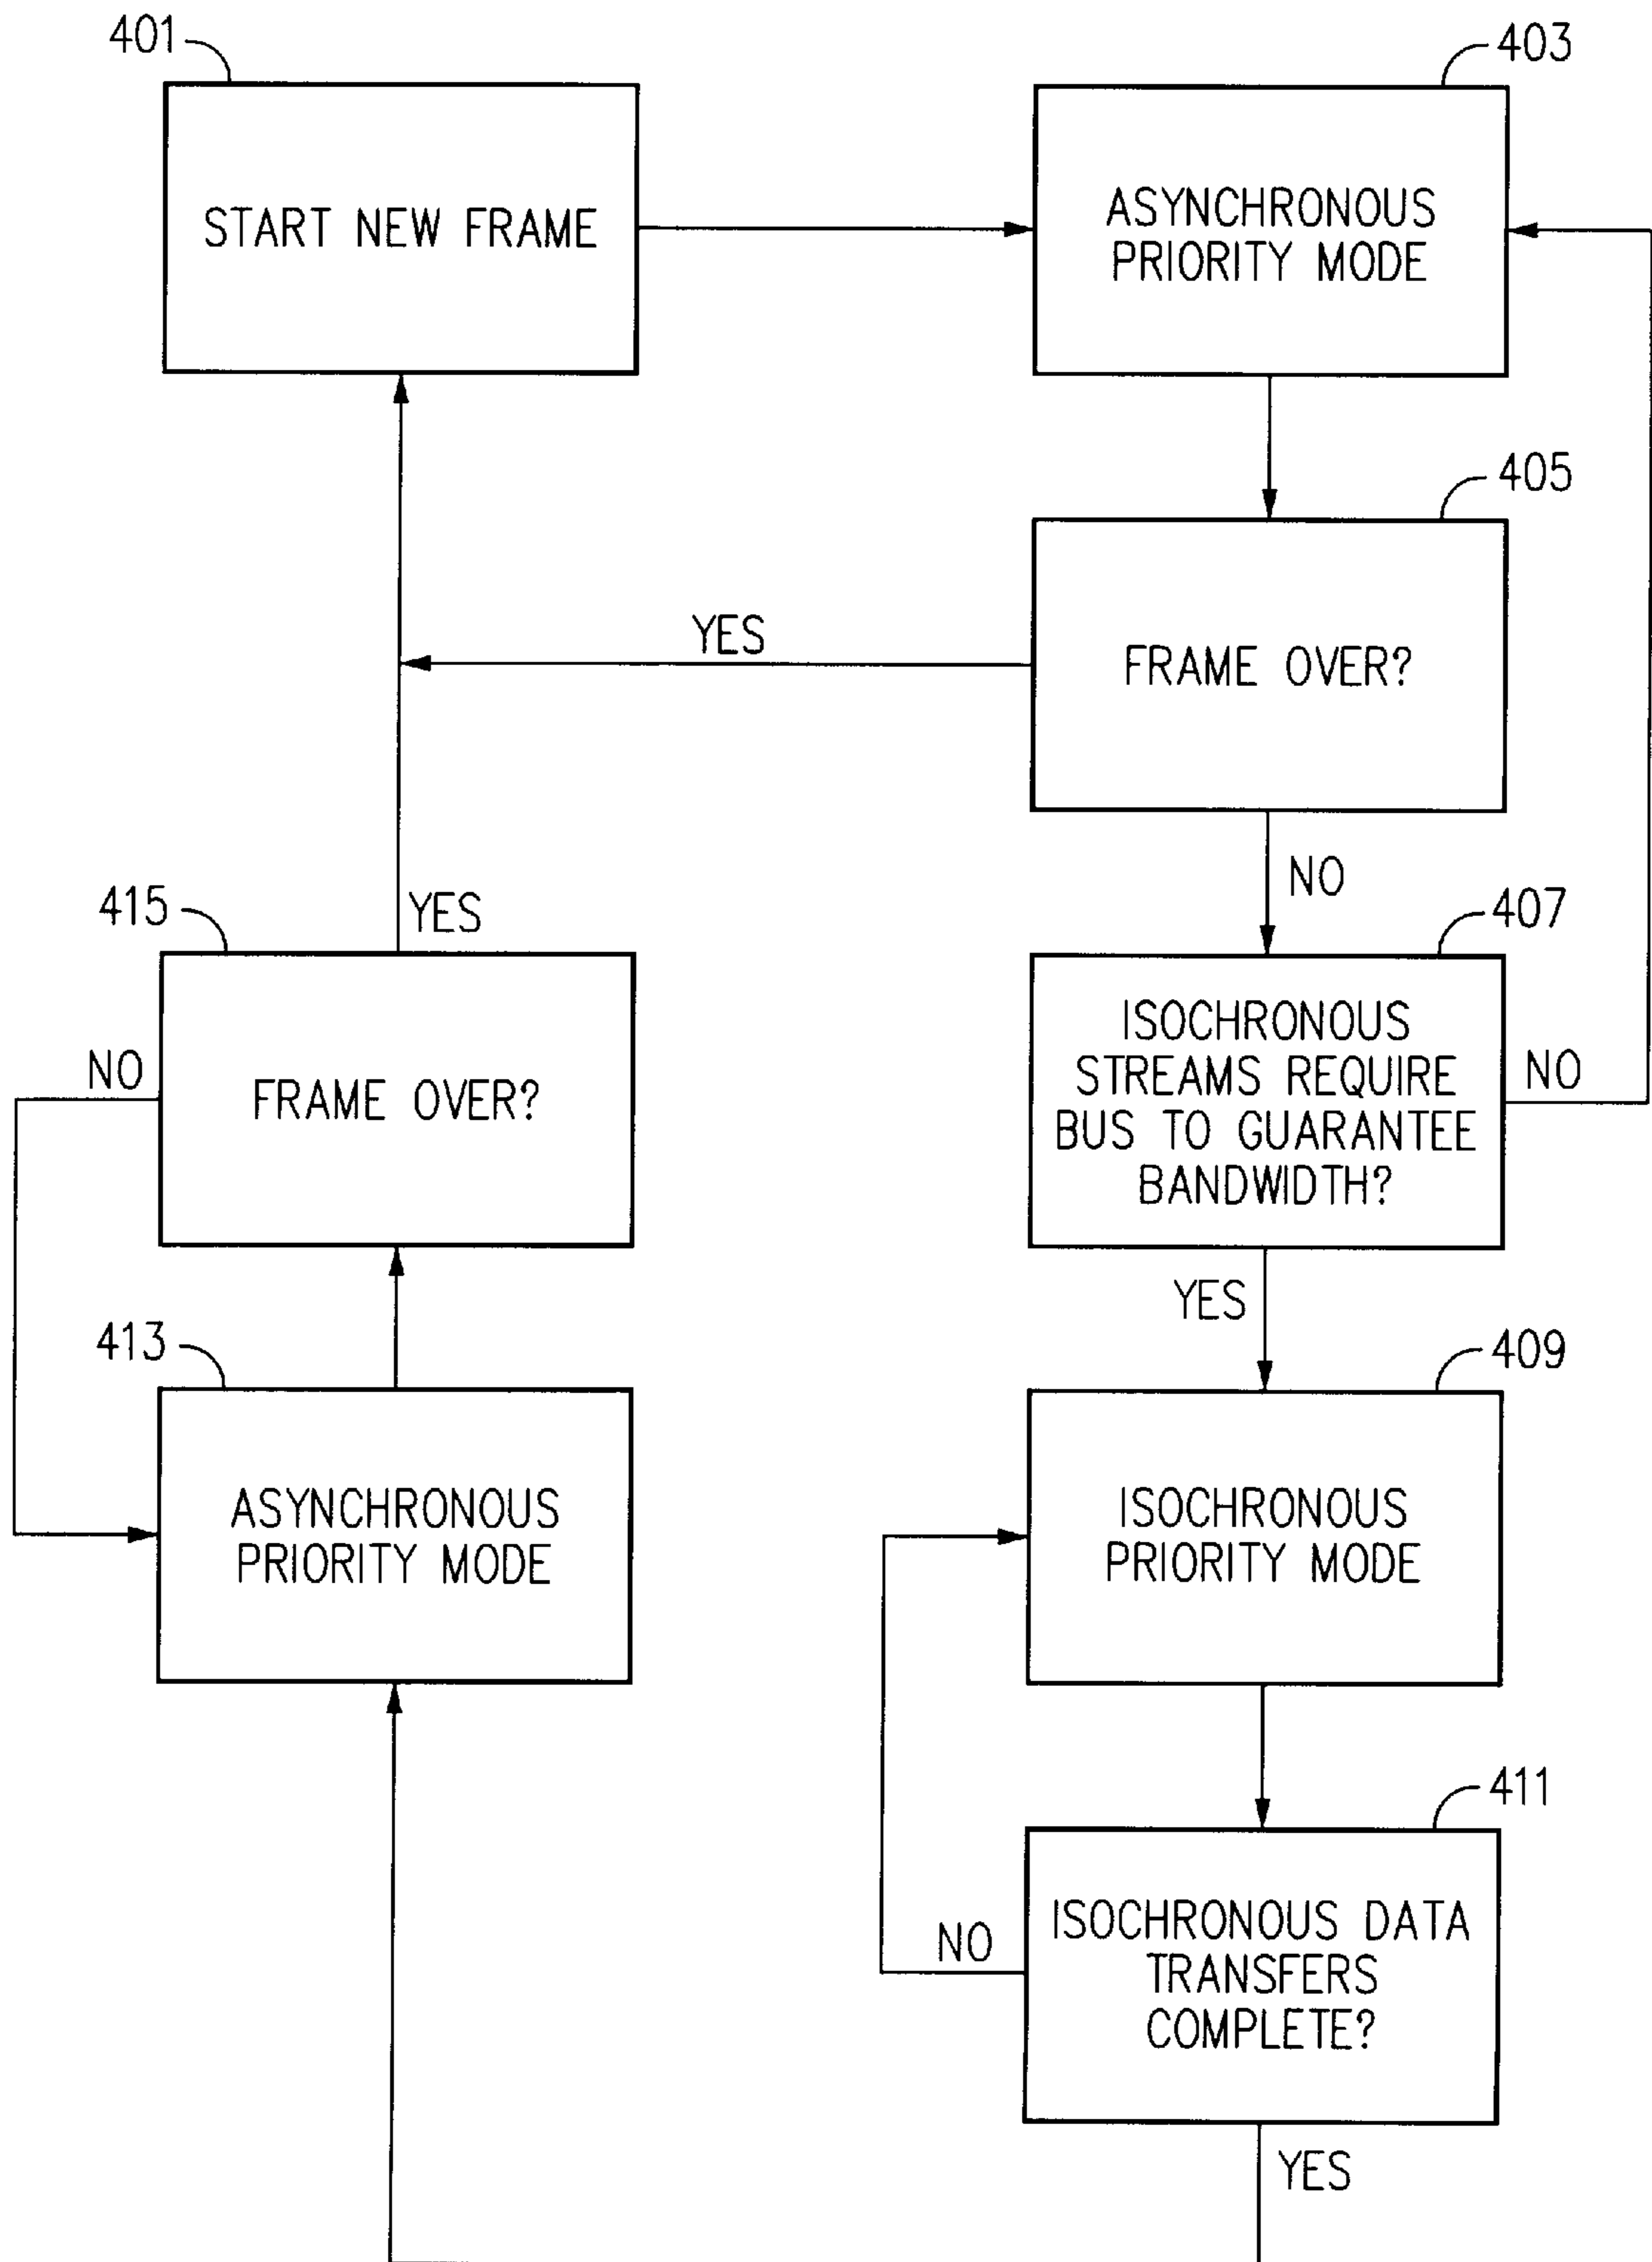 401
START NEW FRAME
403
ASYNCHRONOUS
PRIORITY MODE
405
FRAME OVER?
YES
NO
407
ISOCHRONOUS
STREAMS REQUIRE
BUS TO GUARANTEE
BANDWIDTH?
NO
YES
409
ISOCHRONOUS
PRIORITY MODE
411
ISOCHRONOUS DATA
TRANSFERS
COMPLETE?
NO
YES
413
ASYNCHRONOUS
PRIORITY MODE
415
FRAME OVER?
NO
YES